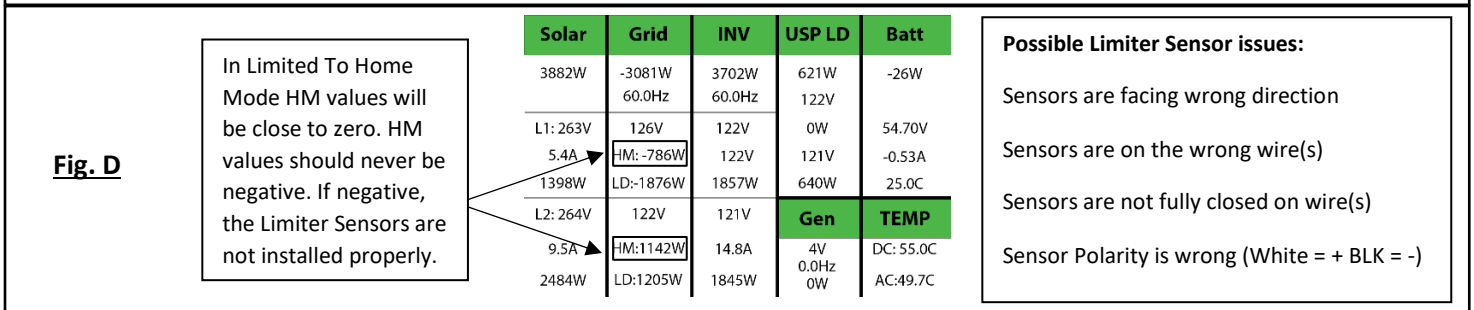 Fig. D
In Limited To Home
Mode HM values will
be close to zero. HM
values should never be
negative. If negative,
the Limiter Sensors are
not installed properly.
Solar Grid INV USP LD Batt
3882W -3081W 3702W 621W -26W
60.0Hz 60.0Hz 122V
L1: 263V 126V 122V 0W 54.70V
5.4A HM: -786W 122V 121V -0.53A
1398W LD:-1876W 1857W 640W 25.0C
L2: 264V 122V 121V Gen TEMP
9.5A HM:1142W 14.8A 4V DC: 55.0C
0.0Hz
2484W LD:1205W 1845W 0W AC:49.7C
Possible Limiter Sensor issues:
Sensors are facing wrong direction
Sensors are on the wrong wire(s)
Sensors are not fully closed on wire(s)
Sensor Polarity is wrong (White = + BLK = -)